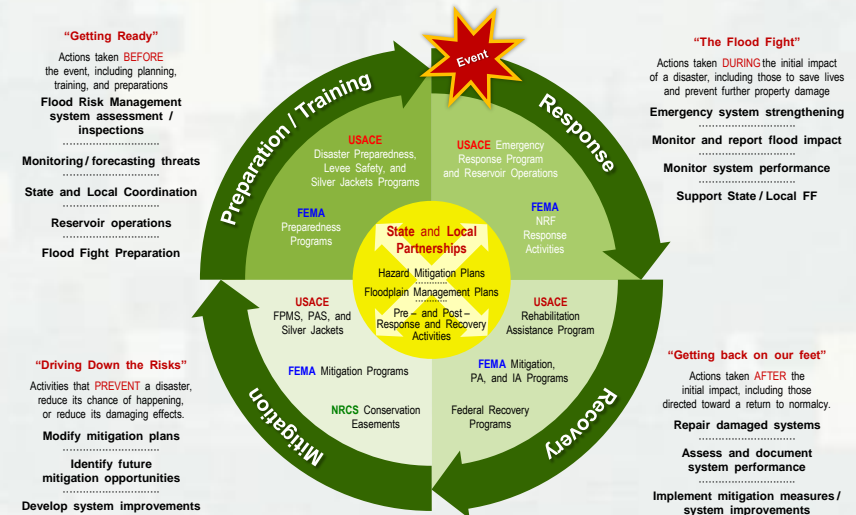 “Getting Ready”
Actions taken BEFORE
the event, including planning,
training, and preparations
Flood Risk Management
system assessment /
inspections
Monitoring / forecasting threats
State and Local Coordination
Reservoir operations
Flood Fight Preparation
Event
“The Flood Fight”
Actions taken DURING the initial impact
of a disaster, including those to save lives
and prevent further property damage
Emergency system strengthening
Monitor and report flood impact
Monitor system performance
Support State / Local FF
Preparation / Training
Response
USACE
Disaster Preparedness,
Levee Safety, and
Silver Jackets Programs
FEMA
Preparedness
Programs
USACE Emergency
Response Program
and Reservoir Operations
FEMA
NRF
Response
Activities
State and Local
Partnerships
Hazard Mitigation Plans
Floodplain Management Plans
Pre – and Post –
Response and Recovery
Activities
USACE
FPMS, PAS, and
Silver Jackets
FEMA Mitigation Programs
NRCS Conservation
Easements
USACE
Rehabilitation
Assistance Program
FEMA Mitigation,
PA, and IA Programs
Federal Recovery
Programs
Mitigation
Recovery
“Driving Down the Risks”
Activities that PREVENT a disaster,
reduce its chance of happening,
or reduce its damaging effects.
Modify mitigation plans
Identify future
mitigation opportunities
Develop system improvements
“Getting back on our feet”
Actions taken AFTER the
initial impact, including those
directed toward a return to normalcy.
Repair damaged systems
Assess and document
system performance
Implement mitigation measures /
system improvements